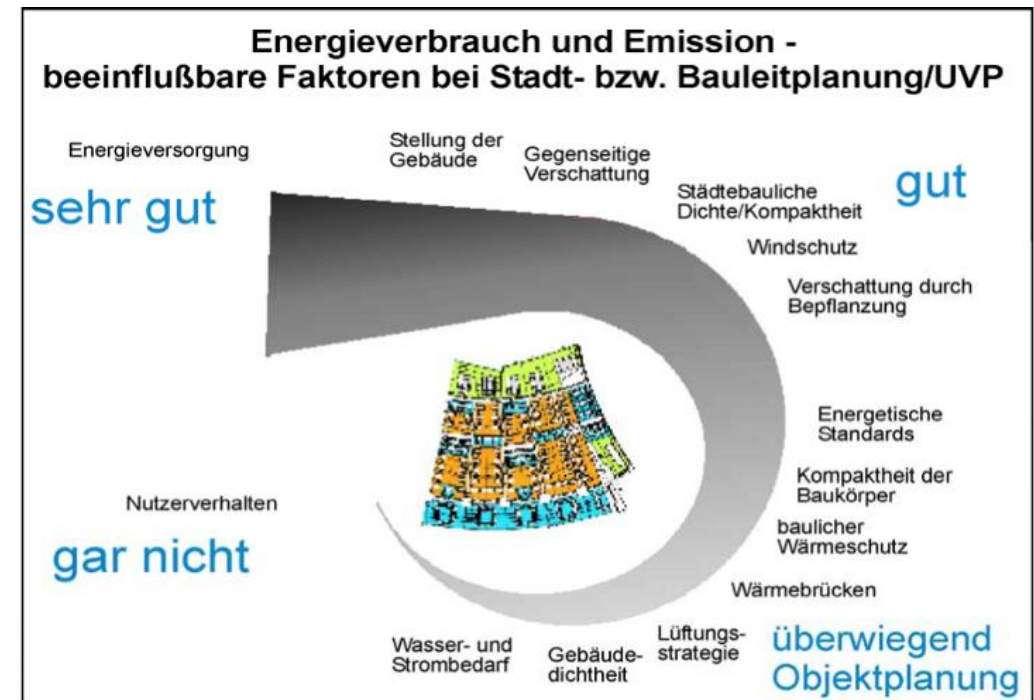 Energieverbrauch und Emission -
beeinflußbare Faktoren bei Stadt- bzw. Bauleitplanung/UVP
Energieversorgung
sehr gut
Stellung der
Gebäude
Gegenseitige
Verschattung
gut
Städtebauliche
Dichte/Kompaktheit
Windschutz
Verschattung durch
Bepflanzung
Energetische
Standards
Kompaktheit der
Baukörper
baulicher
Wärmeschutz
Wärmebrücken
überwiegend
Objektplanung
Lüftungs-
strategie
Gebäude-
dichtheit
Wasser- und
Strombedarf
Nutzerverhalten
gar nicht